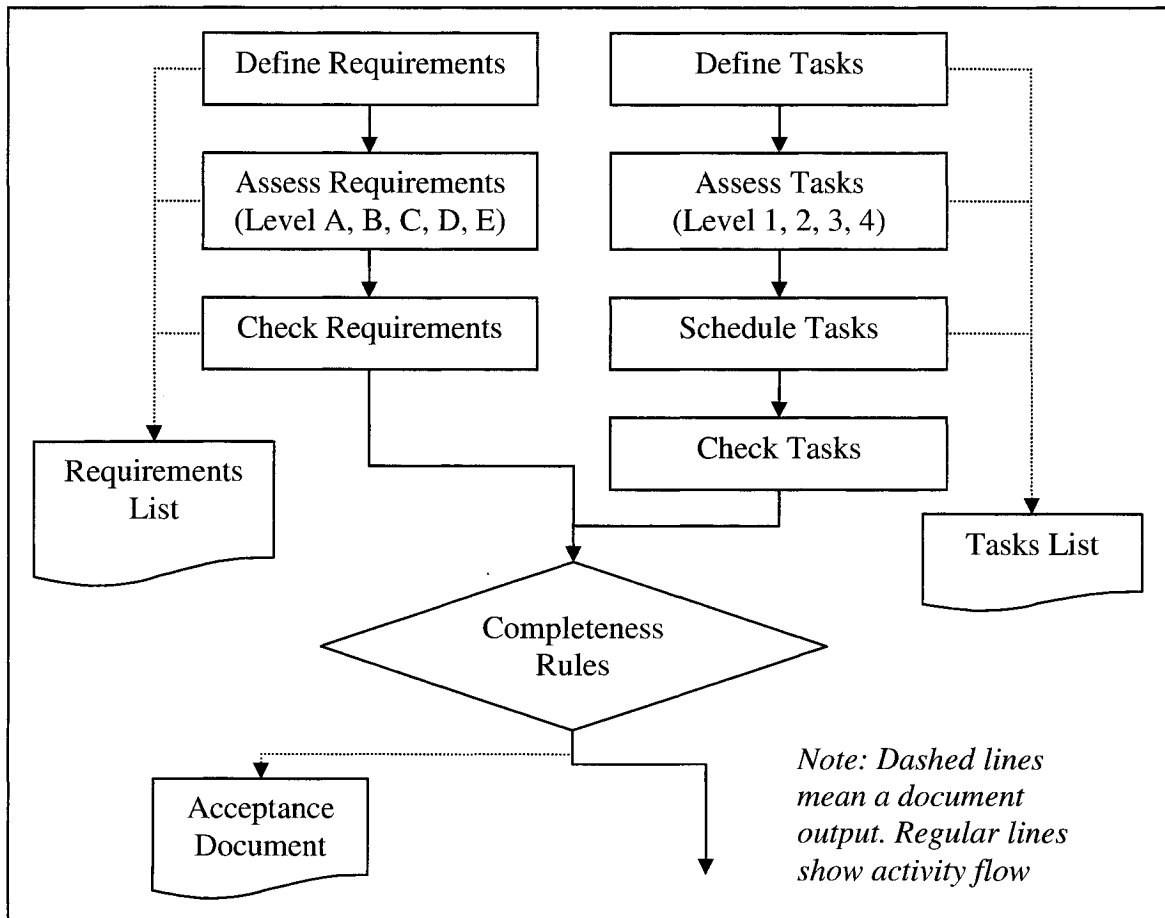 Define Requirements
Define Tasks
Assess Requirements
(Level A, B, C, D, E)
Assess Tasks
(Level 1, 2, 3, 4)
Check Requirements
Schedule Tasks
Check Tasks
Requirements
List
Tasks List
Completeness
Rules
Acceptance
Document
Note: Dashed lines
mean a document
output. Regular lines
show activity flow